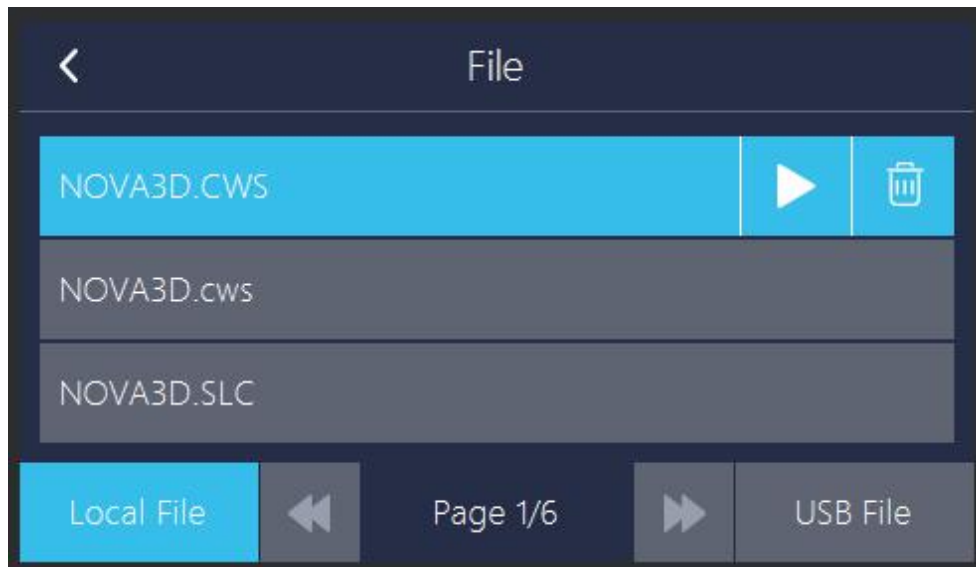 File
NOVA3D.CWS
NOVA3D.cws
NOVA3D.SLC
Local File
Page 1/6
USB File